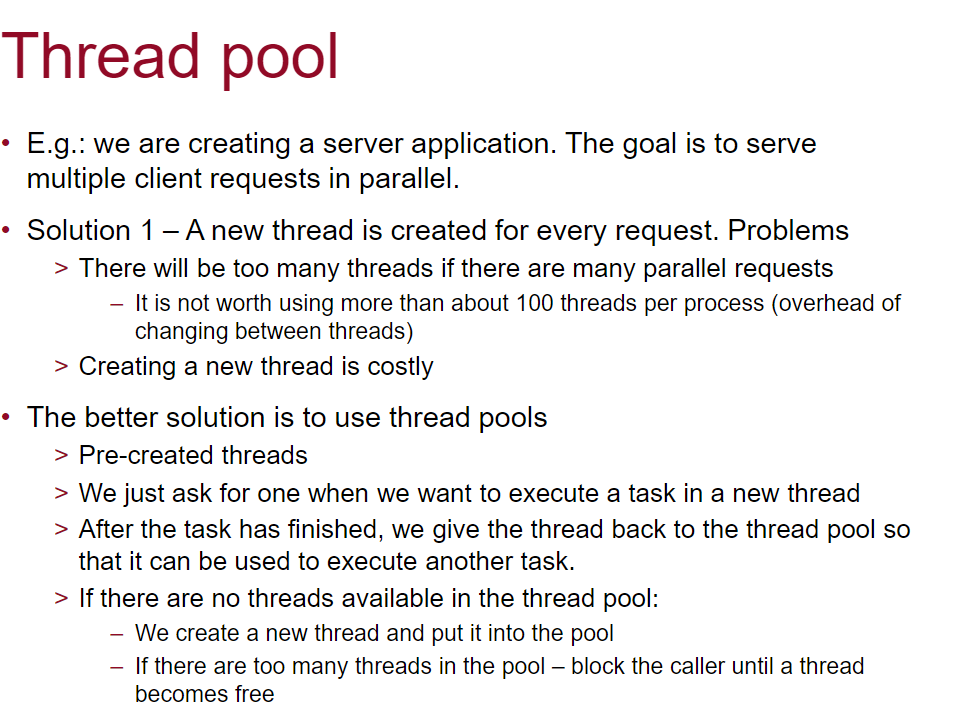 Thread pool
• E.g.: we are creating a server application. The goal is to serve
multiple client requests in parallel.
• Solution 1 – A new thread is created for every request. Problems
> There will be too many threads if there are many parallel requests
– It is not worth using more than about 100 threads per process (overhead of
changing between threads)
> Creating a new thread is costly
• The better solution is to use thread pools
> Pre-created threads
> We just ask for one when we want to execute a task in a new thread
> After the task has finished, we give the thread back to the thread pool so
that it can be used to execute another task.
> If there are no threads available in the thread pool:
– We create a new thread and put it into the pool
– If there are too many threads in the pool – block the caller until a thread
becomes free